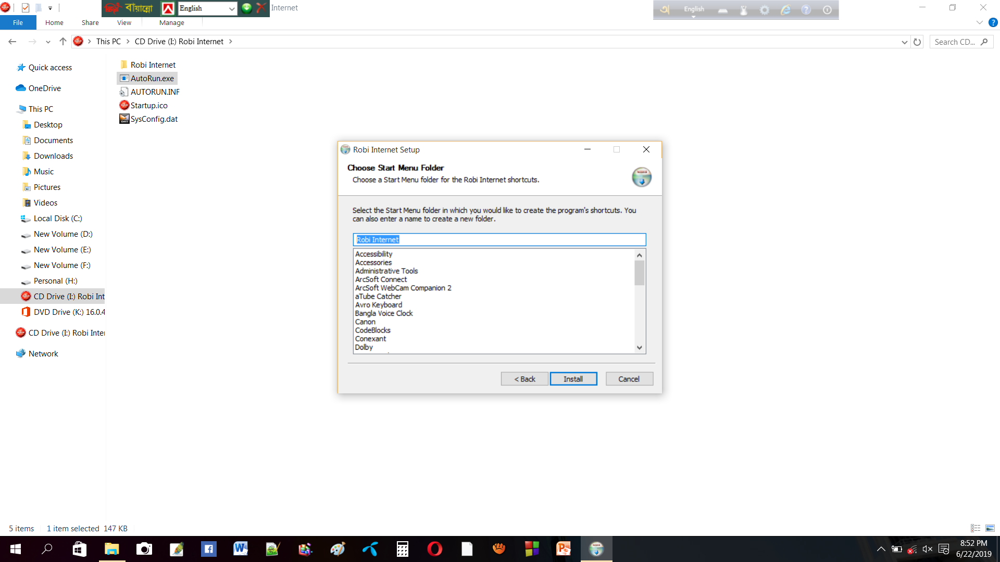 বায়ান্নো
English
Internet
English
File
Home
Share
View
Manage
This PC
CD Drive (I:) Robi Internet
Search CD...
Quick access
OneDrive
This PC
Desktop
Documents
Downloads
Music
Pictures
Videos
Local Disk (C:)
New Volume (D:)
New Volume (E:)
New Volume (F:)
Personal (H:)
CD Drive (I:) Robi Int
DVD Drive (K:) 16.0.4
CD Drive (I:) Robi Inter
Network
Robi Internet
AutoRun.exe
AUTORUN.INF
Startup.ico
SysConfig.dat
Robi Internet Setup
Choose Start Menu Folder
Choose a Start Menu folder for the Robi Internet shortcuts.
Select the Start Menu folder in which you would like to create the program's shortcuts. You
can also enter a name to create a new folder.
Robi Internet
Accessibility
Accessories
Administrative Tools
ArcSoft Connect
ArcSoft WebCam Companion 2
aTube Catcher
Avro Keyboard
Bangla Voice Clock
Canon
CodeBlocks
Conexant
Dolby
< Back
Install
Cancel
5 items
1 item selected 147 KB
8:52 PM
6/22/2019